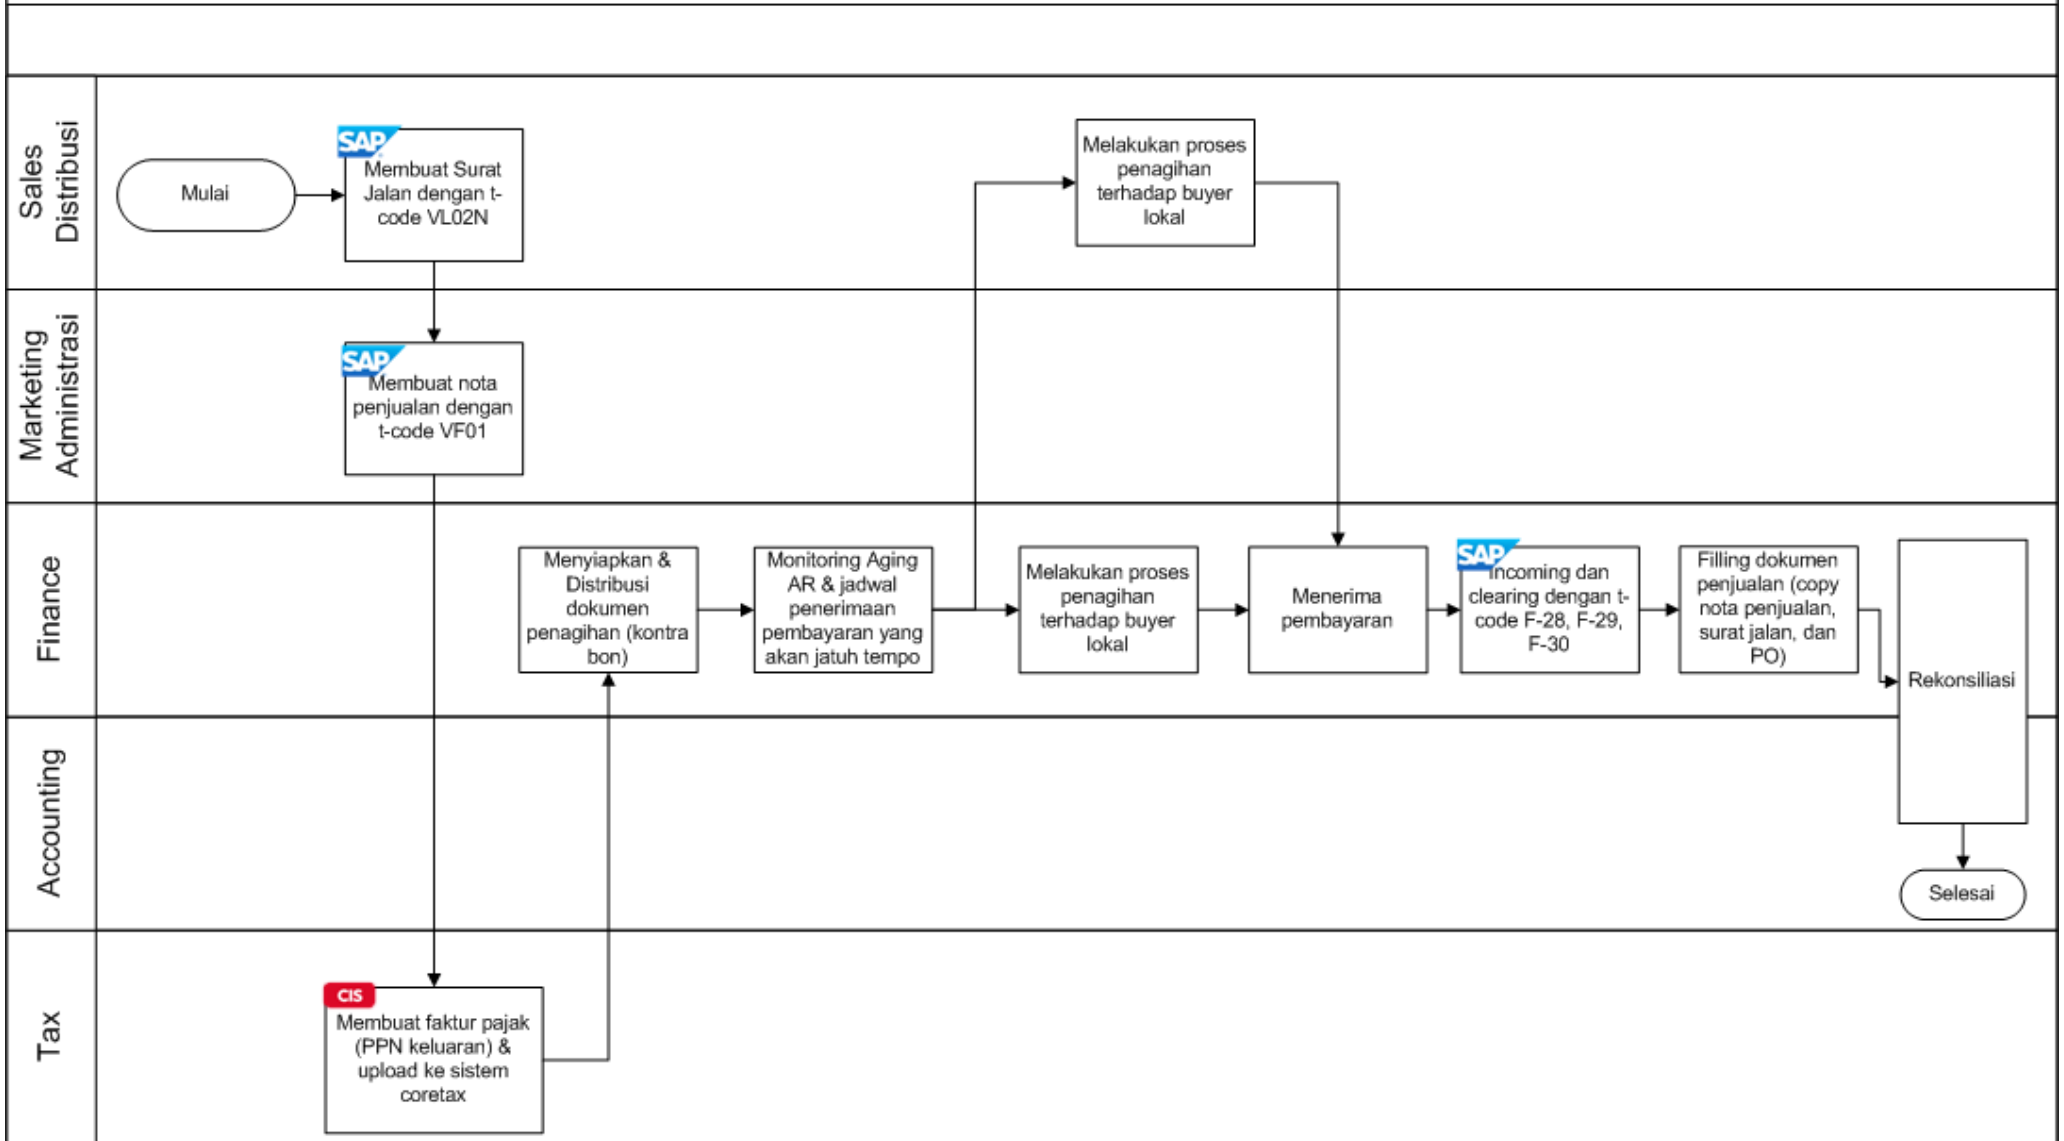 Sales
Distribusi
Mulai
SAP
Membuat Surat
Jalan dengan t-
code VL02N
Melakukan proses
penagihan
terhadap buyer
lokal
Marketing
Administrasi
SAP
Membuat nota
penjualan dengan
t-code VF01
Finance
Menyiapkan &
Distribusi
dokumen
penagihan (kontra
bon)
Monitoring Aging
AR & jadwal
penerimaan
pembayaran yang
akan jatuh tempo
Melakukan proses
penagihan
terhadap buyer
lokal
Menerima
pembayaran
SAP
Incoming dan
clearing dengan t-
code F-28, F-29,
F-30
Filling dokumen
penjualan (copy
nota penjualan,
surat jalan, dan
PO)
Rekonsiliasi
Accounting
Selesai
Tax
CIS
Membuat faktur pajak
(PPN keluaran) &
upload ke sistem
coretax